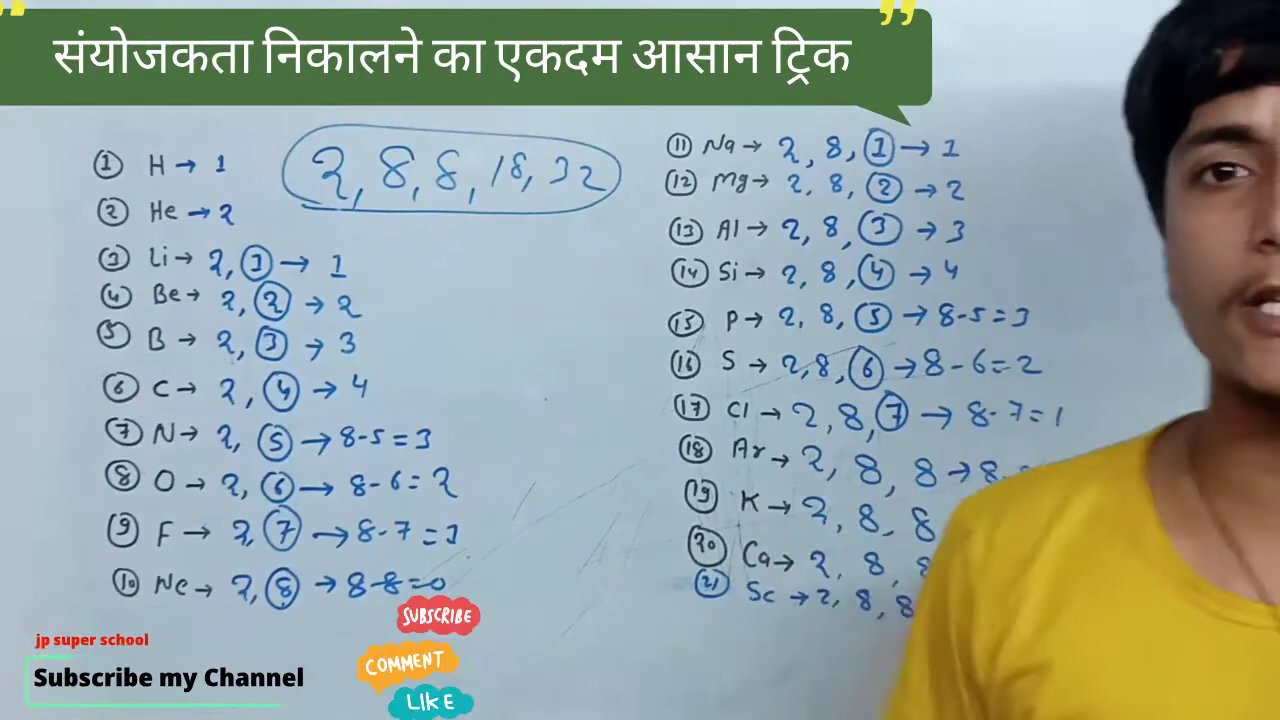 संयोजकता निकालने का एकदम आसान ट्रिक
① H → 1
② He → 2
③ Li → 2, ① → 1
④ Be → 2, ② → 2
⑤ B → 2, ③ → 3
⑥ C → 2, ④ → 4
⑦ N → 2, ⑤ → 8-5=3
⑧ O → 2, ⑥ → 8-6=2
⑨ F → 2, ⑦ → 8-7=1
⑩ Ne → 2, ⑧ → 8-8=0
2, 8, 8, 18, 32
⑪ Na → 2, 8, ① → 1
⑫ Mg → 2, 8, ② → 2
⑬ Al → 2, 8, ③ → 3
⑭ Si → 2, 8, ④ → 4
⑮ P → 2, 8, ⑤ → 8-5=3
⑯ S → 2, 8, ⑥ → 8-6=2
⑰ Cl → 2, 8, ⑦ → 8-7=1
⑱ Ar → 2, 8, 8 → 8-
⑲ K → 2, 8, 8
⑳ Ca → 2, 8, 8
㉑ Sc → 2, 8, 8
jp super school
Subscribe my Channel
SUBSCRIBE
COMMENT
LIKE